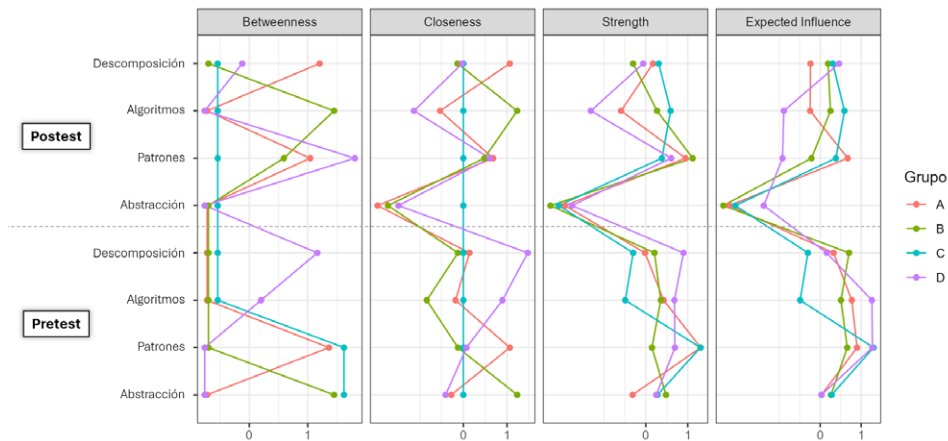 Betweenness Closeness Strength Expected Influence
Descomposición
Algoritmos
Postest
Patrones
Abstracción
Descomposición
Algoritmos
Pretest
Patrones
Abstracción
0 1 0 1 0 1 0 1
Grupo
A
B
C
D